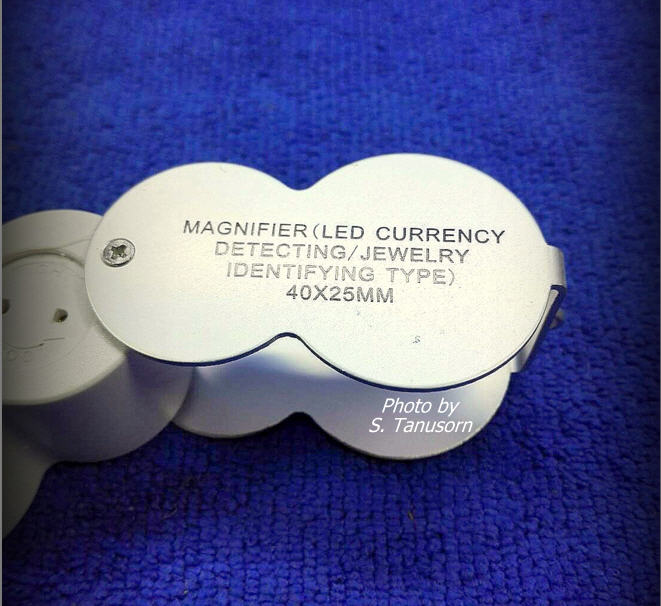 MAGNIFIER(LED CURRENCY
DETECTING/JEWELRY
IDENTIFYING TYPE)
40X25MM
Photo by
S. Tanusorn